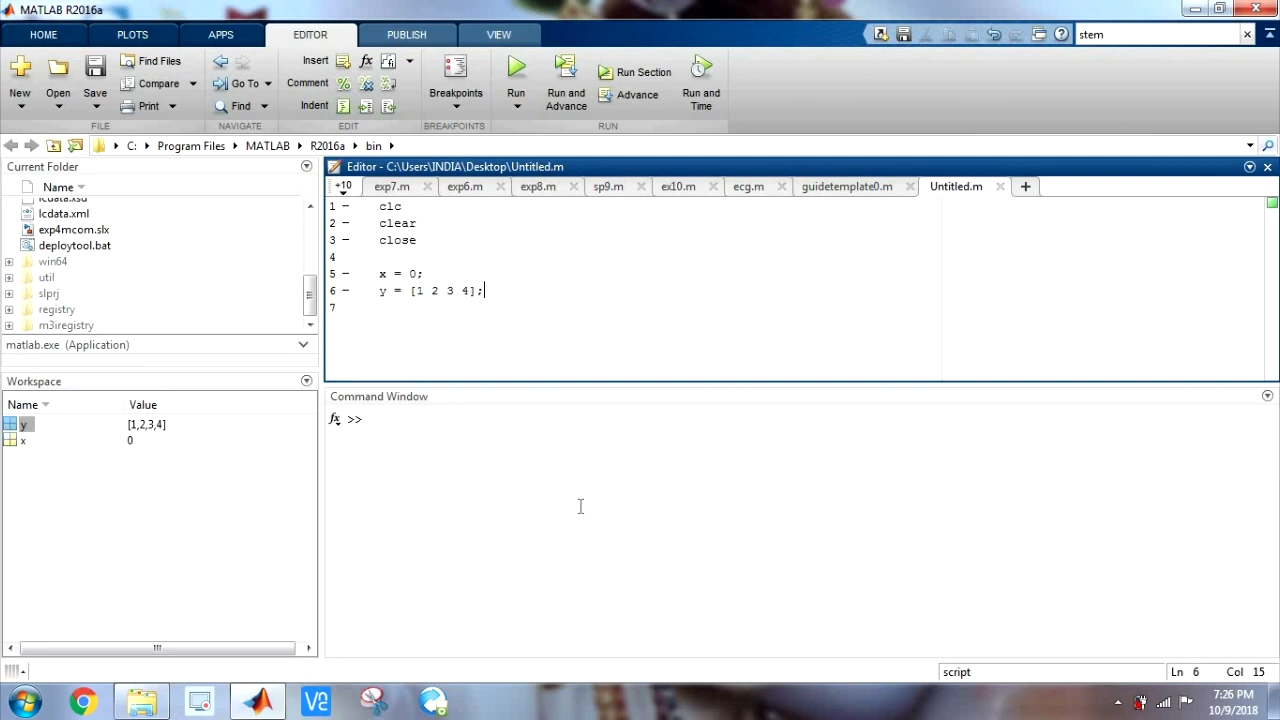 MATLAB R2016a
HOME PLOTS APPS EDITOR PUBLISH VIEW
stem
New Open Save
Find Files
Compare
Print
FILE
Go To
Find
NAVIGATE
Insert
Comment
Indent
EDIT
Breakpoints
BREAKPOINTS
Run
Run and Advance
Run Section
Advance
Run and Time
RUN
C: Program Files MATLAB R2016a bin
Current Folder
Name
lcdata.xsd
lcdata.xml
exp4mcom.slx
deploytool.bat
win64
util
slprj
registry
m3iregistry
matlab.exe (Application)
Workspace
Name Value
y [1,2,3,4]
x 0
Editor - C:\Users\INDIA\Desktop\Untitled.m
+10 exp7.m exp6.m exp8.m sp9.m ex10.m ecg.m guidetemplate0.m Untitled.m
1 clc
2 clear
3 close
4
5 x = 0;
6 y = [1 2 3 4];
7
Command Window
fx >>
script Ln 6 Col 15
7:26 PM
10/9/2018